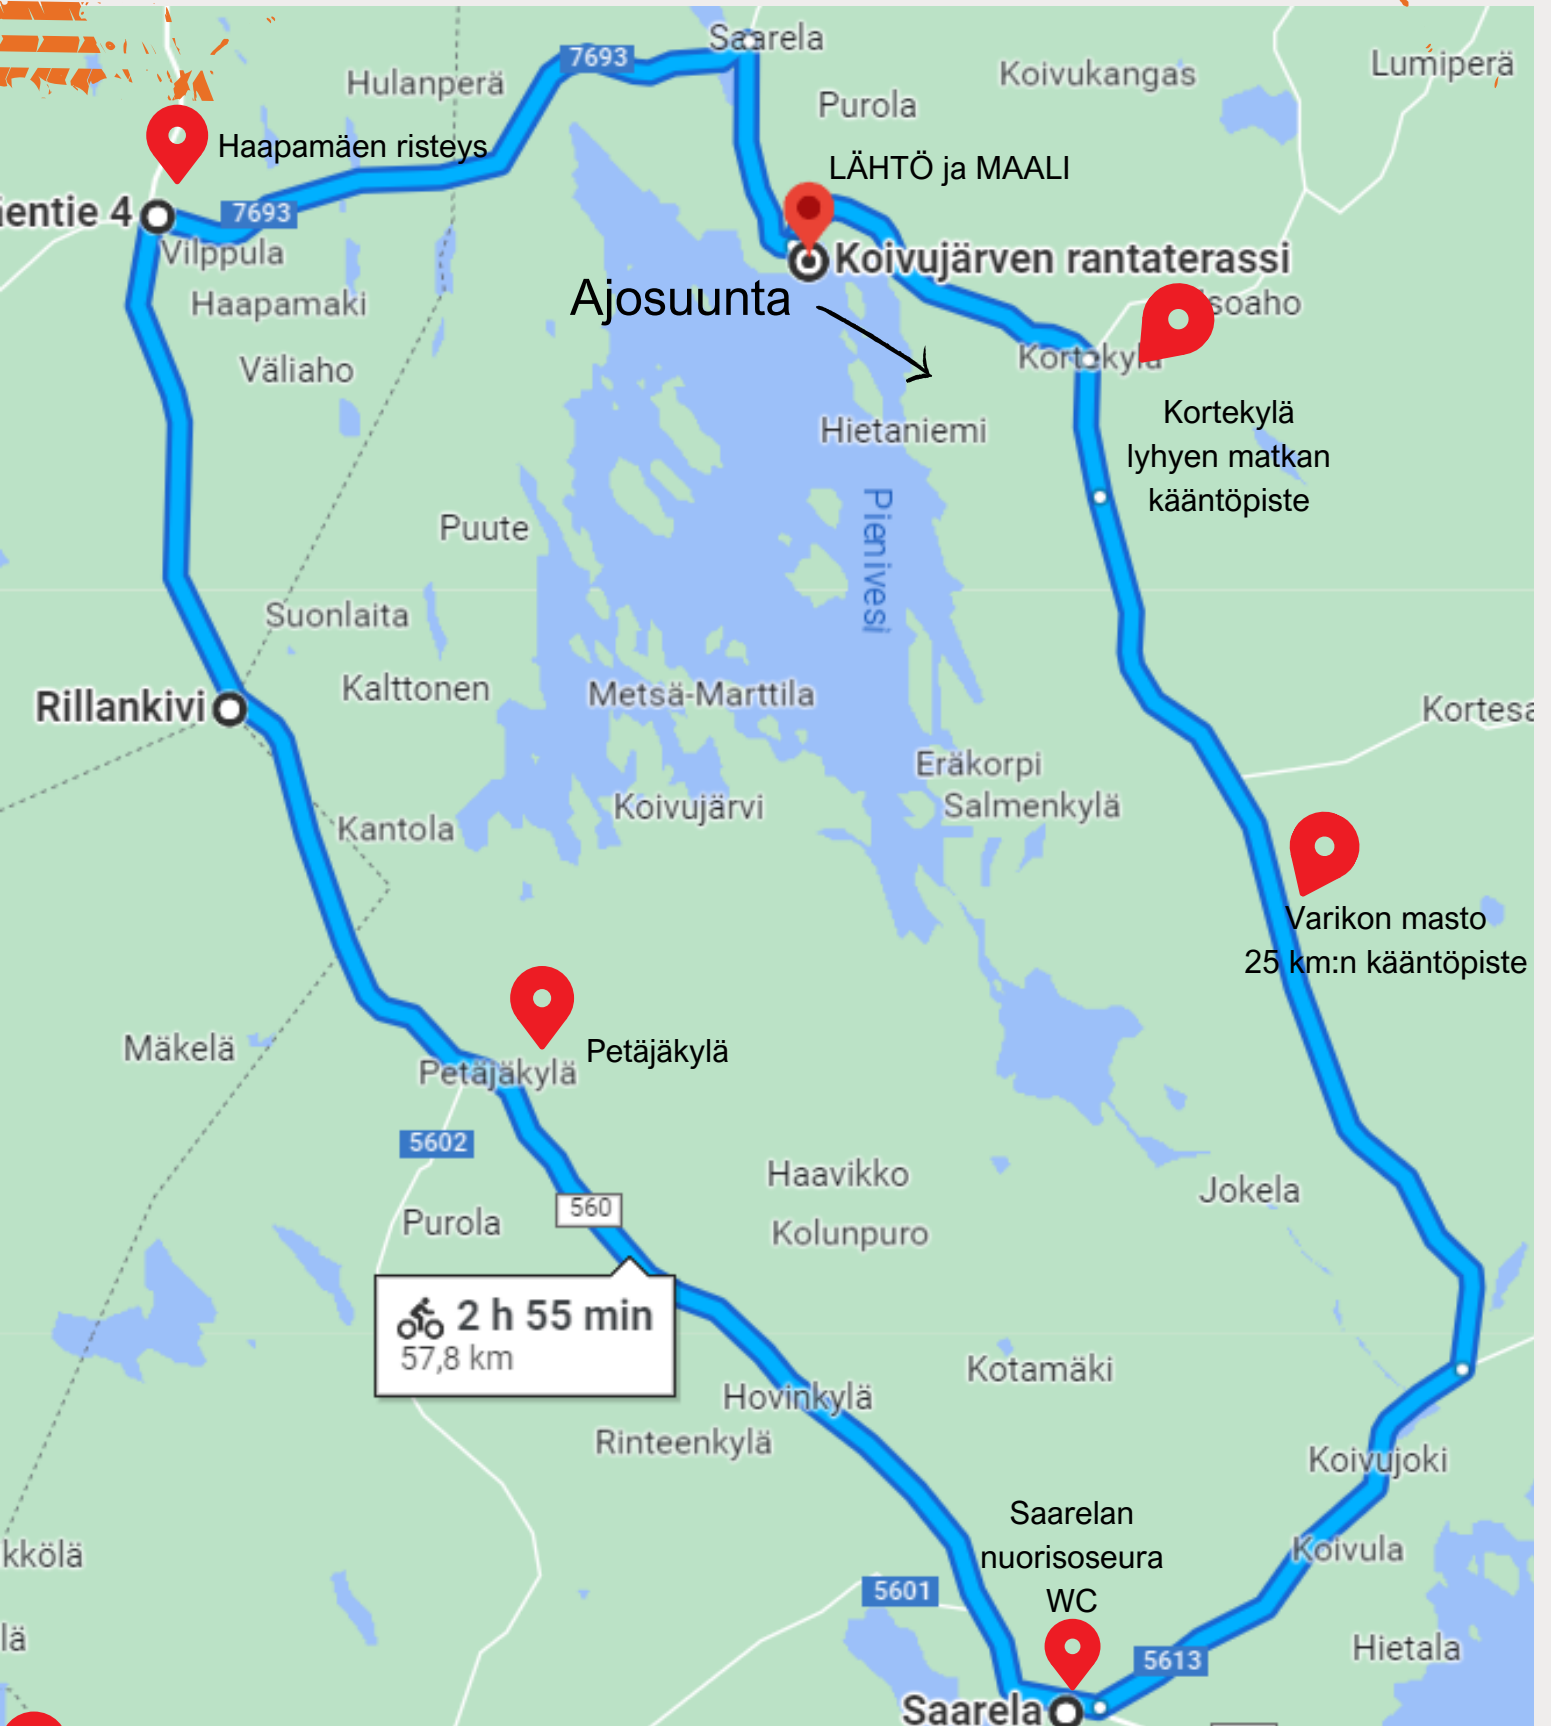 Saarela
7693
Hulanperä
Koivukangas
Lumiperä
Purola
Haapamäen risteys
LÄHTÖ ja MAALI
ientie 4
7693
Vilppula
Koivujärven rantaterassi
Haapamaki
Ajosuunta
soaho
Kortekylä
Väliaho
Kortekylä
lyhyen matkan
kääntöpiste
Hietaniemi
Puute
Pienivesi
Suonlaita
Kalttonen
Metsä-Marttila
Rillankivi
Kortesa
Eräkorpi
Koivujärvi
Salmenkylä
Kantola
Varikon masto
25 km:n kääntöpiste
Mäkelä
Petäjäkylä
Petäjäkylä
5602
Haavikko
Jokela
Purola
560
Kolunpuro
2 h 55 min
57,8 km
Kotamäki
Hovinkylä
Rinteenkylä
Koivujoki
Saarelan
nuorisoseura
WC
kkölä
Koivula
5601
lä
Hietala
5613
Saarela